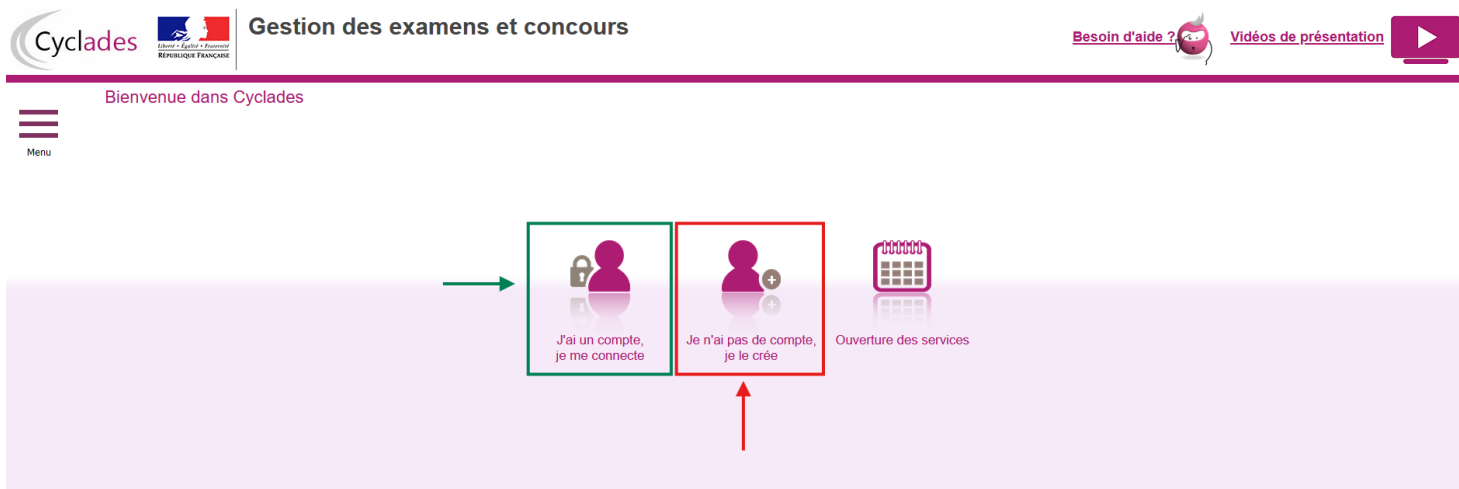 Cyclades
Liberté • Égalité • Fraternité
RÉPUBLIQUE FRANÇAISE
Gestion des examens et concours
Besoin d'aide ?
Vidéos de présentation
Bienvenue dans Cyclades
Menu
J'ai un compte,
je me connecte
Je n'ai pas de compte,
je le crée
Ouverture des services